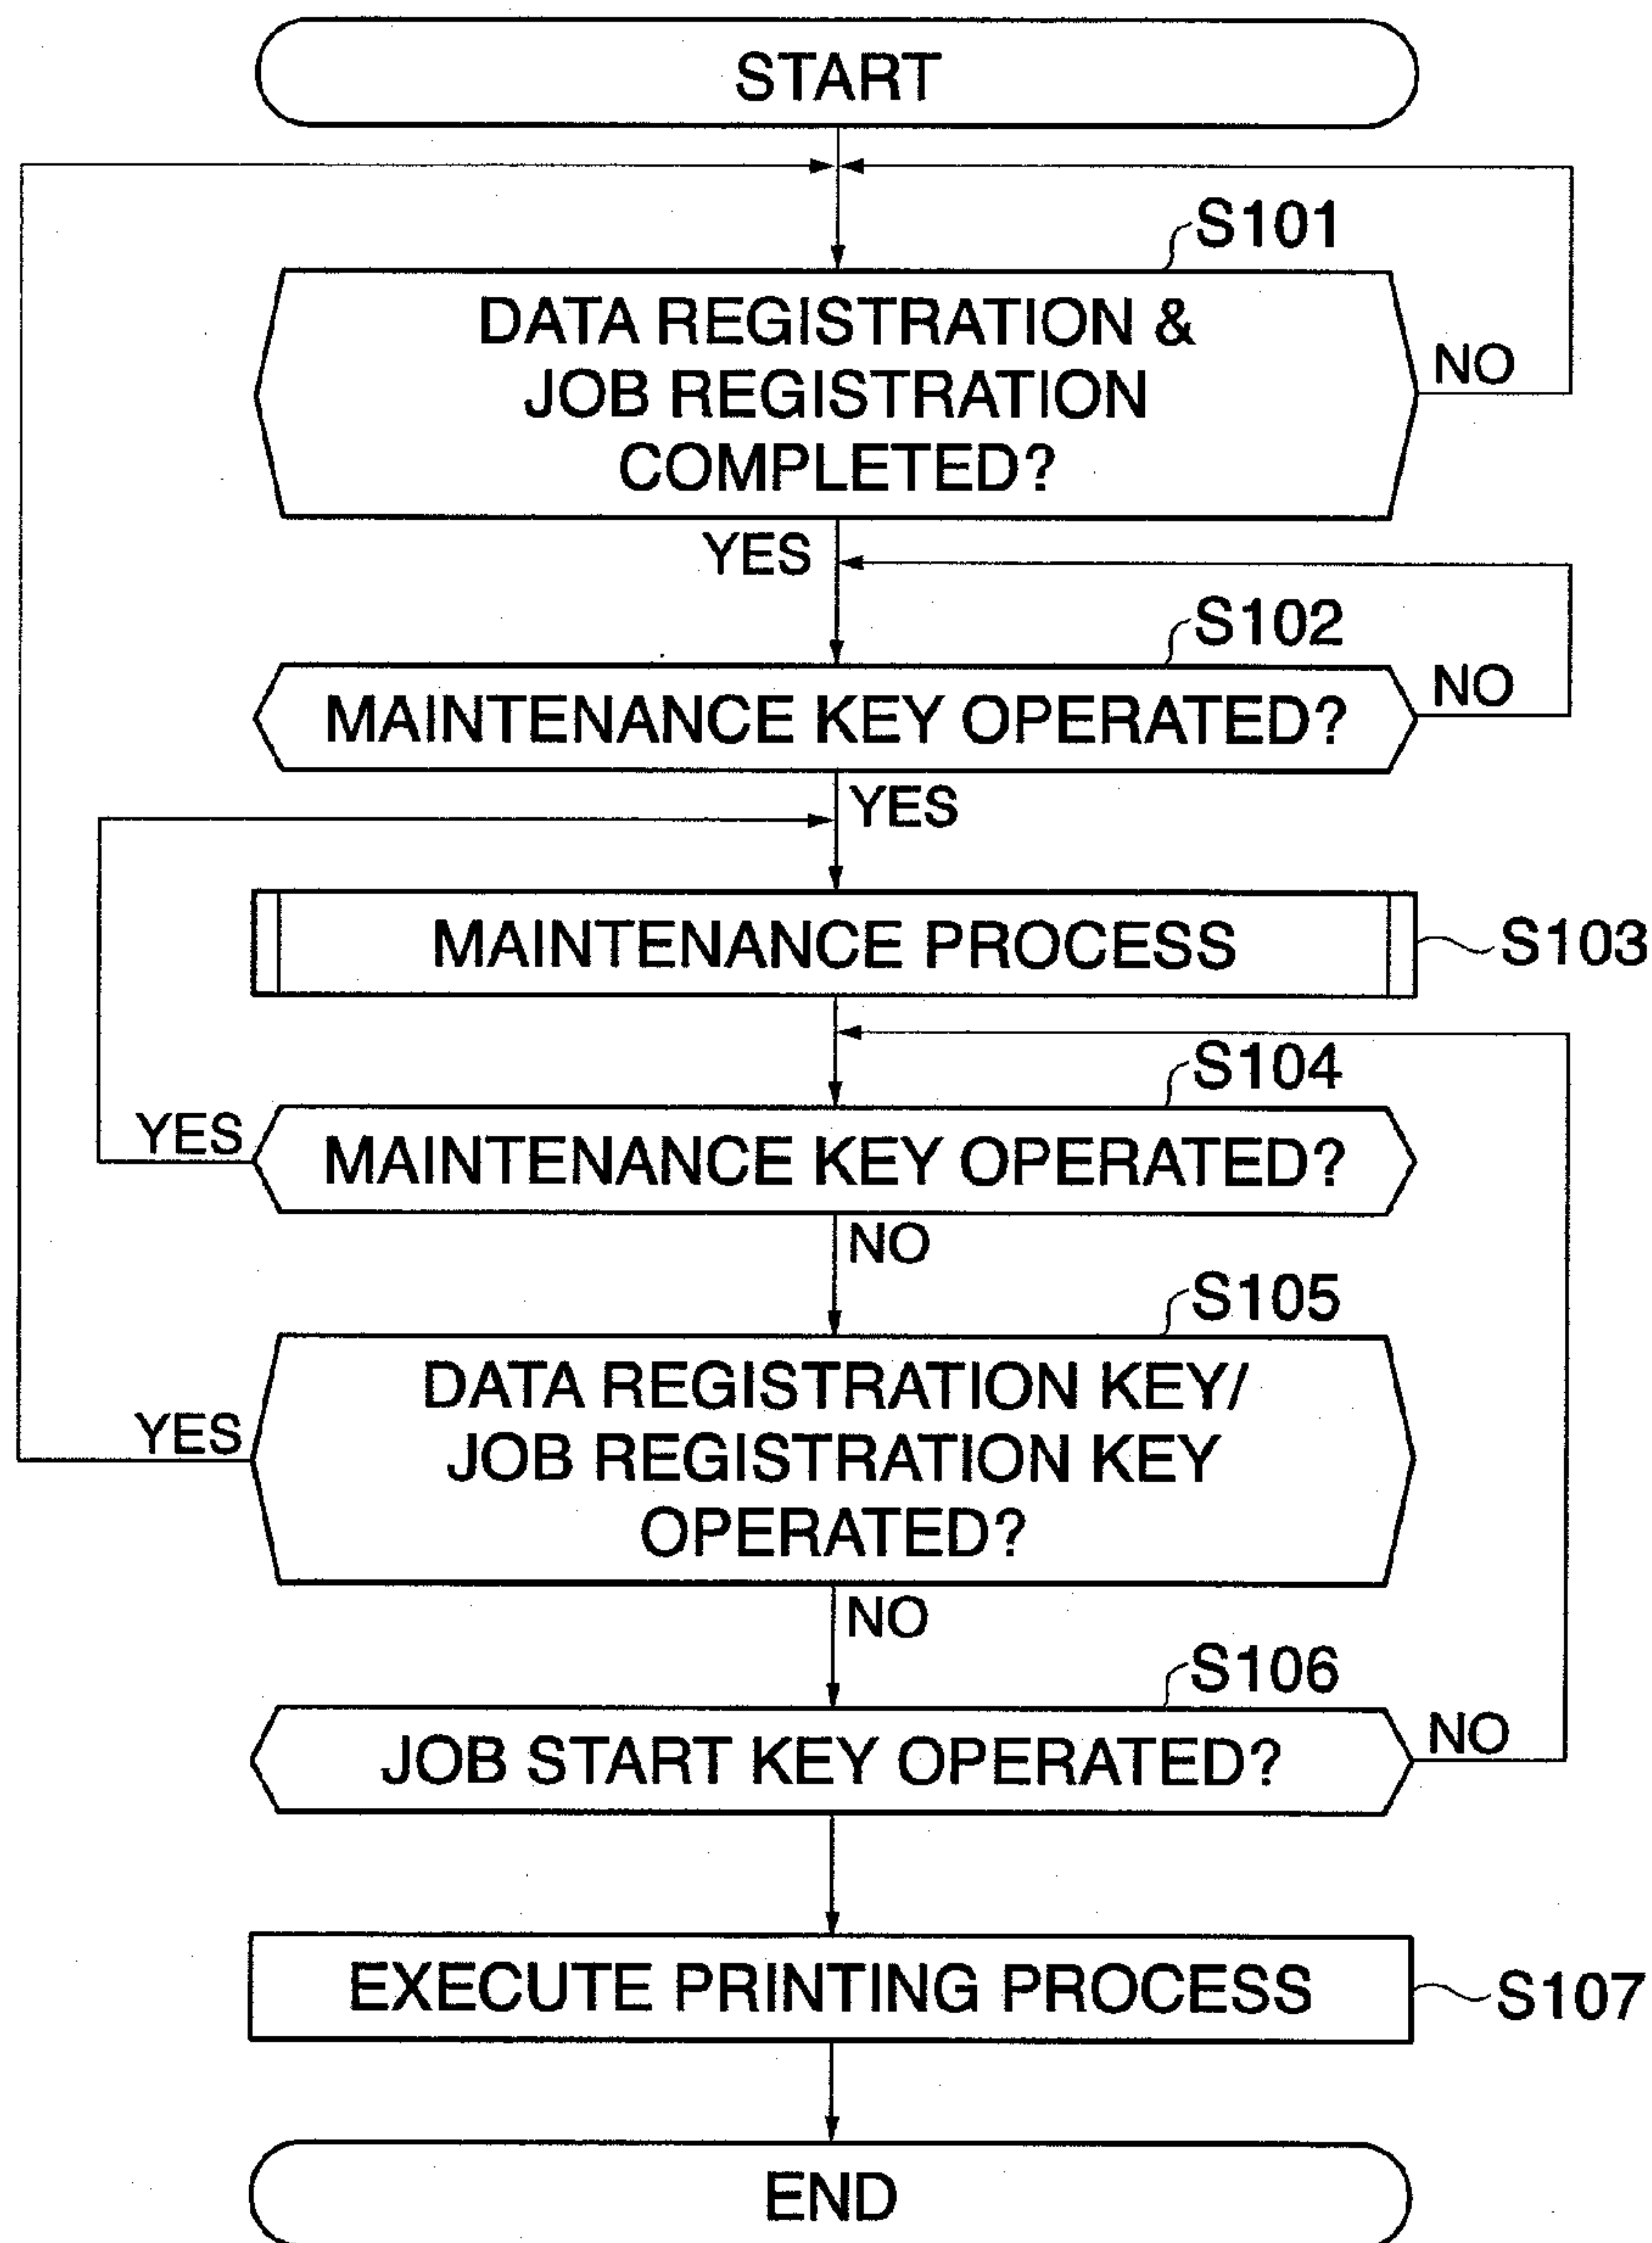 START
S101
DATA REGISTRATION &
JOB REGISTRATION
COMPLETED?
NO
YES
S102
MAINTENANCE KEY OPERATED?
NO
YES
MAINTENANCE PROCESS
S103
S104
YES
MAINTENANCE KEY OPERATED?
NO
S105
DATA REGISTRATION KEY/
JOB REGISTRATION KEY
OPERATED?
YES
NO
S106
JOB START KEY OPERATED?
NO
EXECUTE PRINTING PROCESS
S107
END